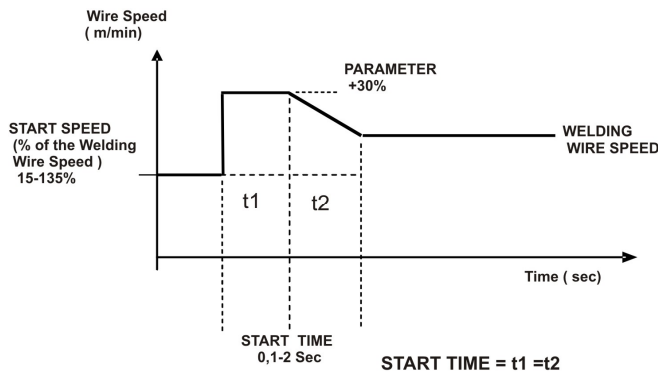 Wire Speed
( m/min)
PARAMETER
+30%
START SPEED
(% of the Welding
Wire Speed )
15-135%
WELDING
WIRE SPEED
t1
t2
Time ( sec)
START TIME
0,1-2 Sec
START TIME = t1 =t2